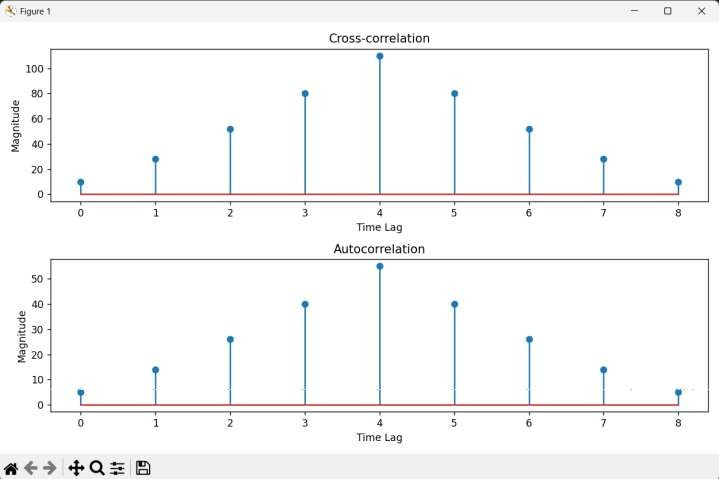 Figure 1
Cross-correlation
Magnitude
100
80
60
40
20
0
0 1 2 3 4 5 6 7 8
Time Lag
Autocorrelation
Magnitude
50
40
30
20
10
0
0 1 2 3 4 5 6 7 8
Time Lag